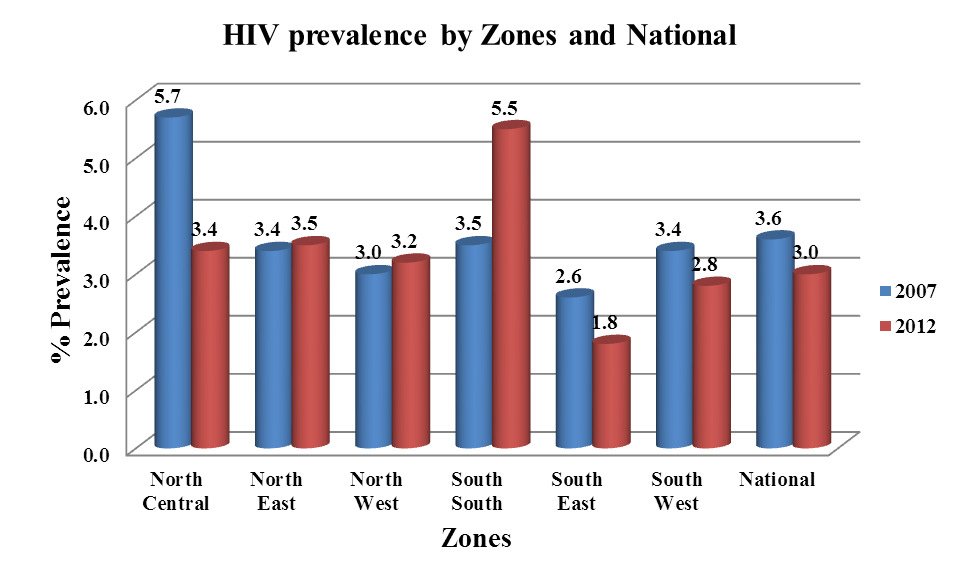 HIV prevalence by Zones and National
% Prevalence
6.0
5.0
4.0
3.0
2.0
1.0
0.0
5.7
3.4
3.4
3.5
3.0
3.2
3.5
5.5
2.6
1.8
3.4
2.8
3.6
3.0
North
Central
North
East
North
West
South
South
South
East
South
West
National
Zones
2007
2012